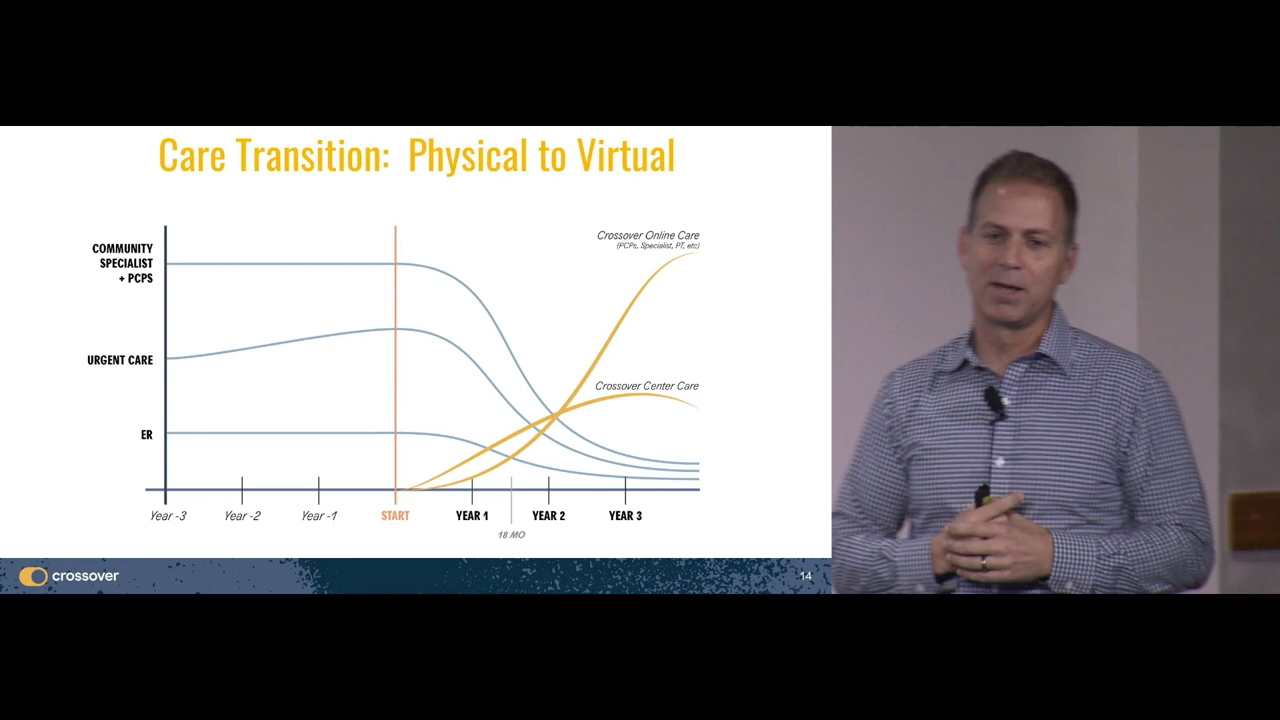 Care Transition: Physical to Virtual
Crossover Online Care
(PCPs, Specialist, PT, etc)
COMMUNITY
SPECIALIST
+ PCPS
URGENT CARE
Crossover Center Care
ER
Year -3
Year -2
Year -1
START
YEAR 1
YEAR 2
YEAR 3
18 MO
crossover
14